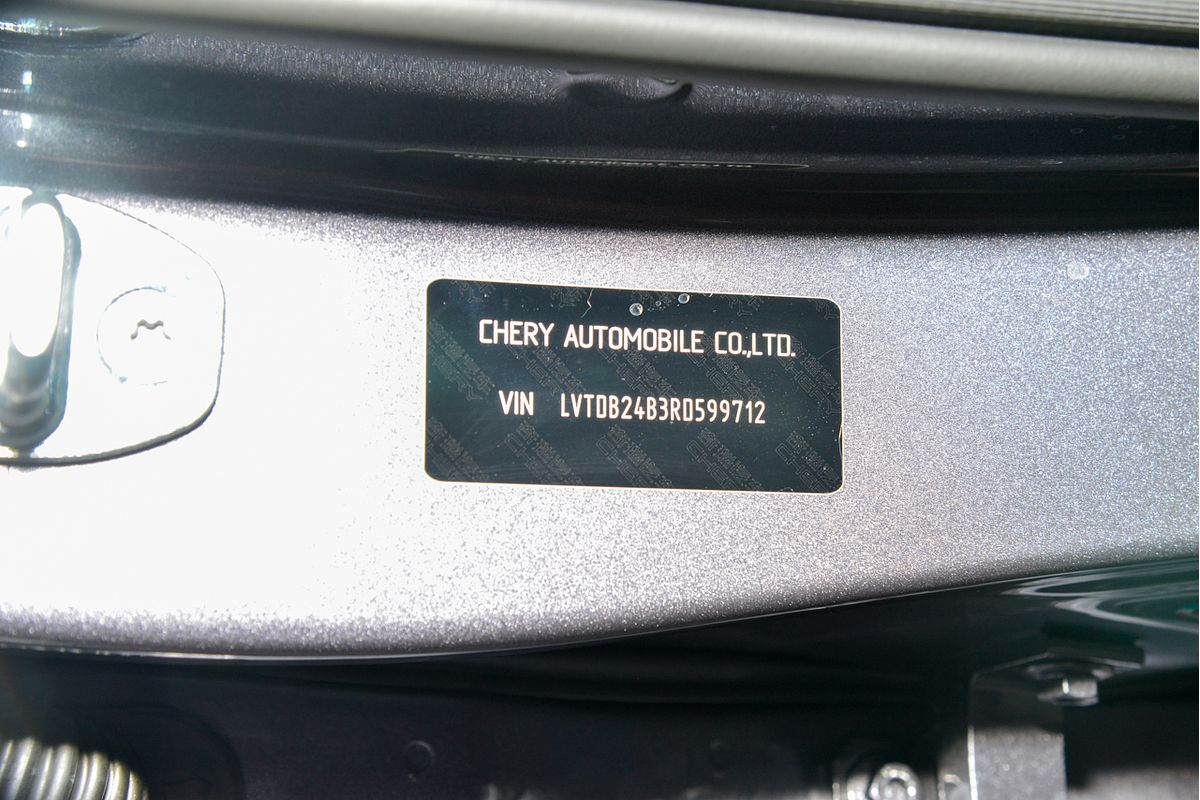 CHERY AUTOMOBILE CO.,LTD.
VIN LVTDB24B3RD599712